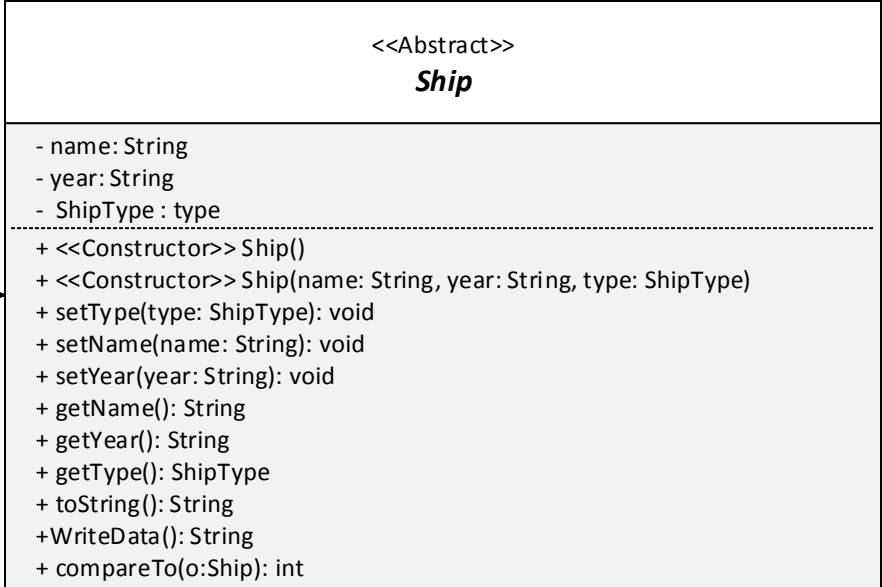 <<Abstract>>
Ship
- name: String
- year: String
- ShipType : type
+ <<Constructor>> Ship()
+ <<Constructor>> Ship(name: String, year: String, type: ShipType)
+ setType(type: ShipType): void
+ setName(name: String): void
+ setYear(year: String): void
+ getName(): String
+ getYear(): String
+ getType(): ShipType
+ toString(): String
+WriteData(): String
+ compareTo(o:Ship): int